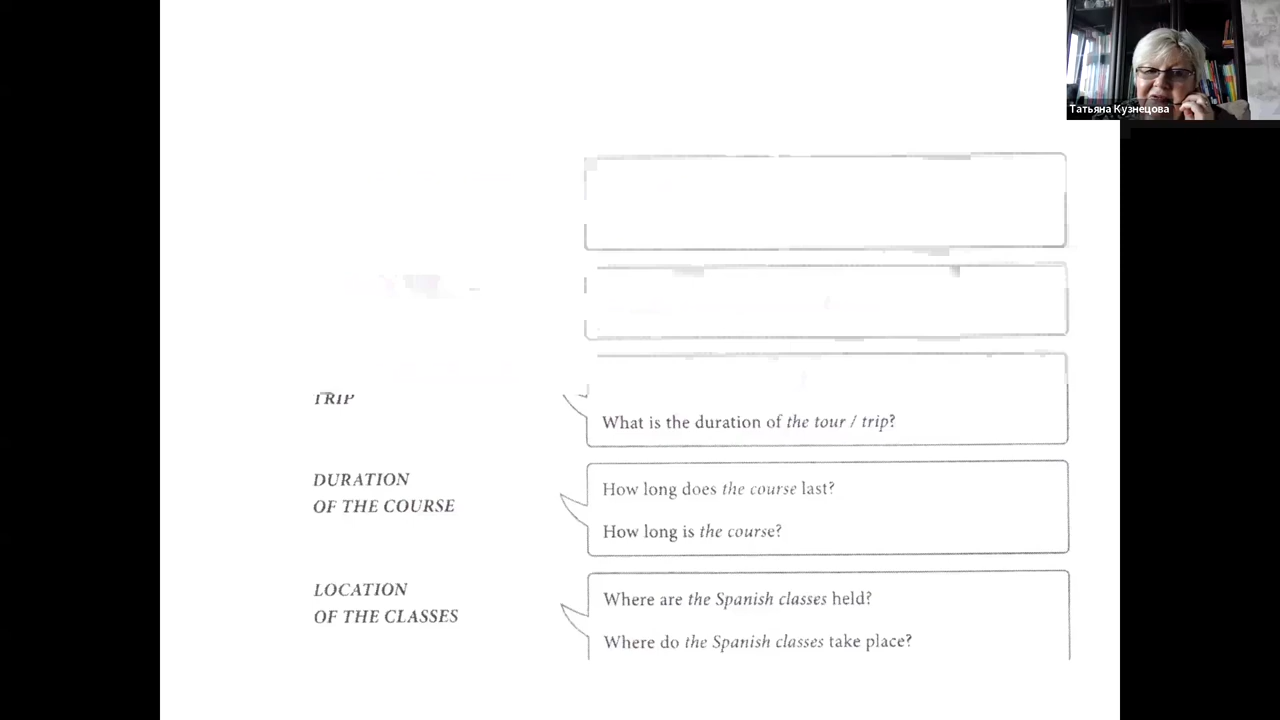 Татьяна Кузнецова
TRIP
What is the duration of the tour / trip?
DURATION
OF THE COURSE
How long does the course last?
How long is the course?
LOCATION
OF THE CLASSES
Where are the Spanish classes held?
Where do the Spanish classes take place?